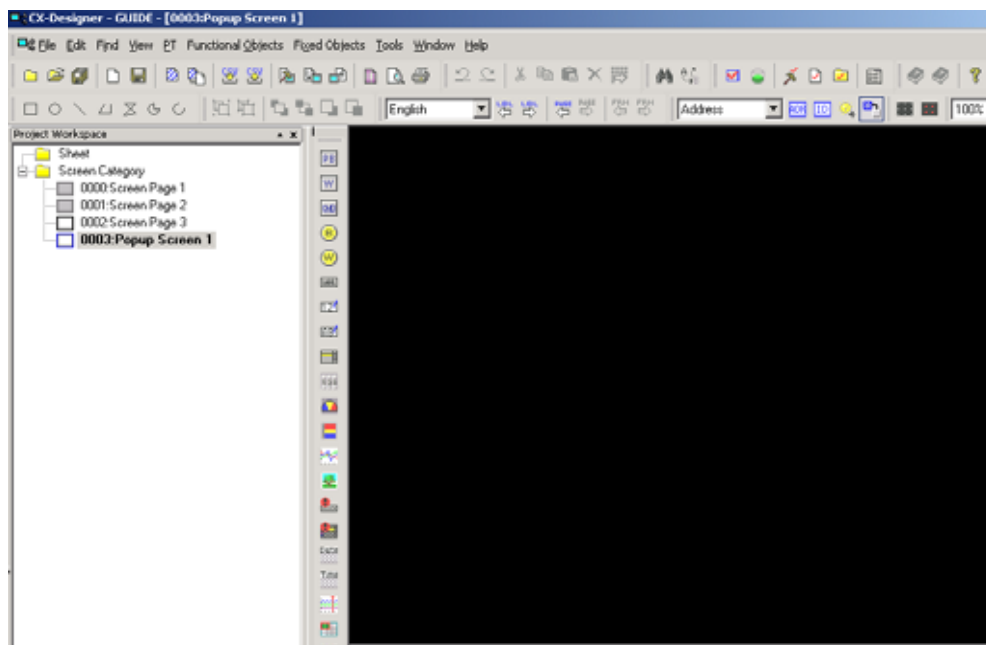 CX-Designer - GUIDE - [0003:Popup Screen 1]
File Edit Find View PT Functional Objects Fixed Objects Tools Window Help
English Address 100%
Project Workspace
Sheet
Screen Category
0000:Screen Page 1
0001:Screen Page 2
0002:Screen Page 3
0003:Popup Screen 1
PB
W
B
W